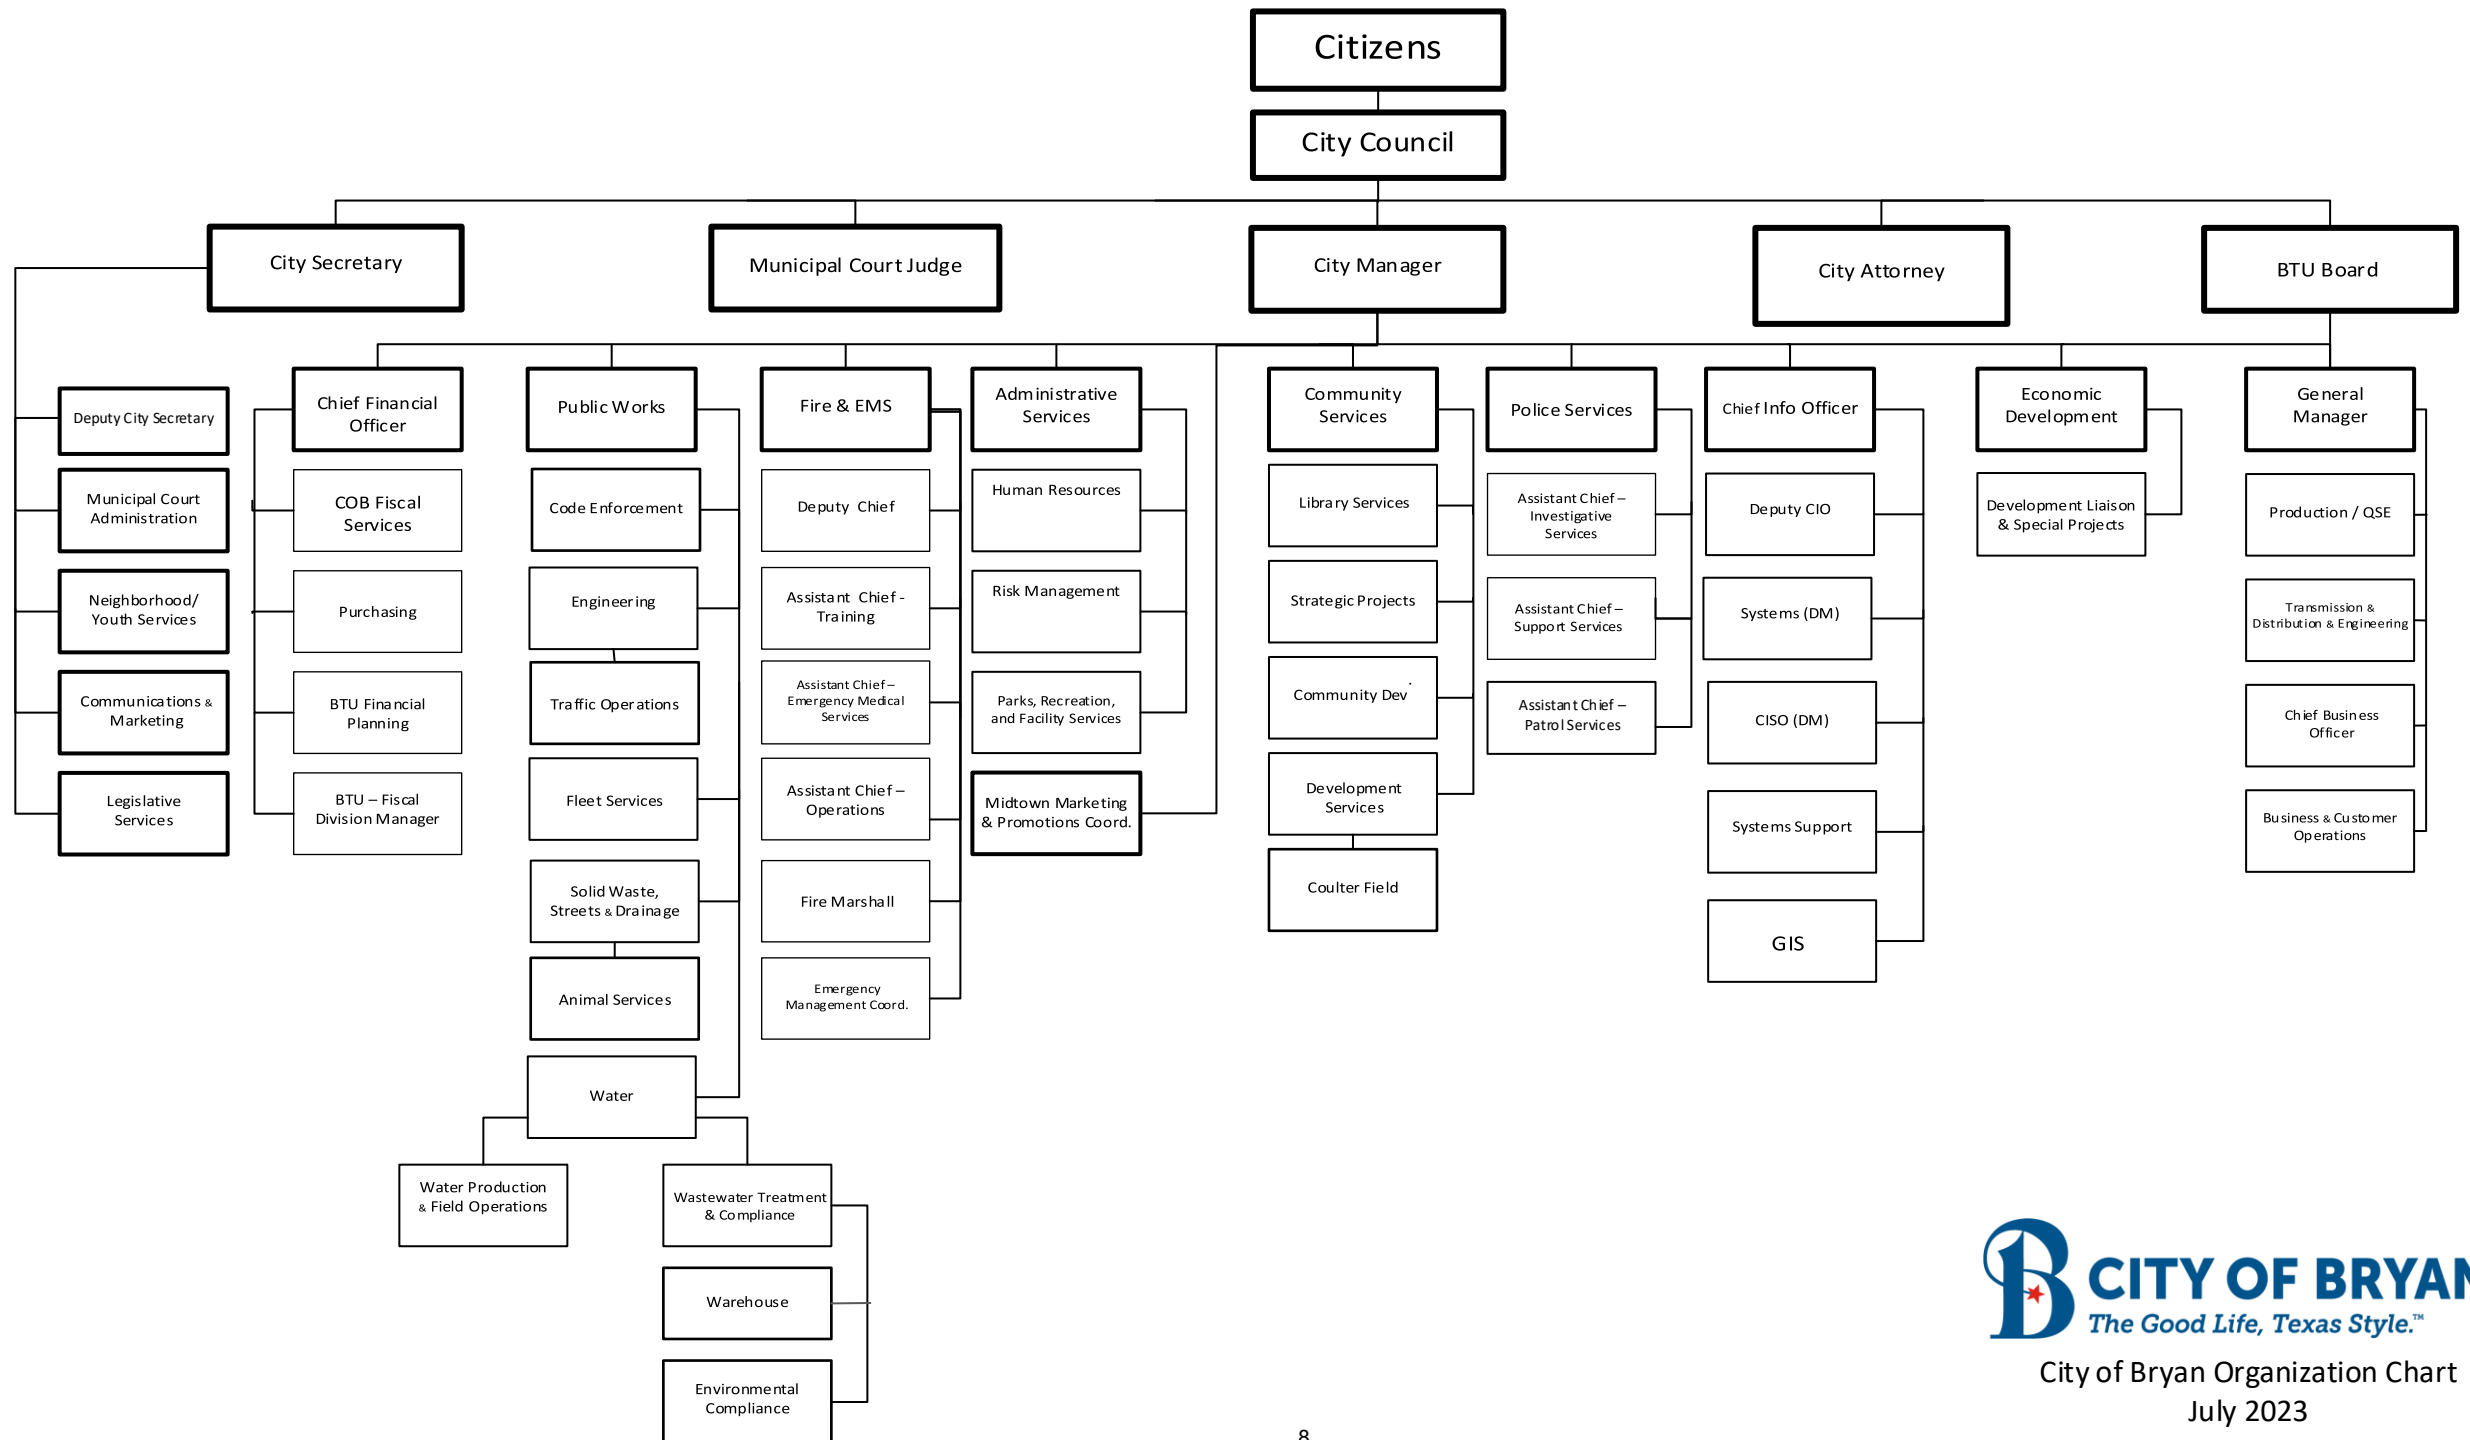 Citizens
City Council
City Secretary
Municipal Court Judge
City Manager
City Attorney
BTU Board
Deputy City Secretary
Municipal Court
Administration
Neighborhood/
Youth Services
Communications &
Marketing
Legislative
Services
Chief Financial
Officer
COB Fiscal
Services
Purchasing
BTU Financial
Planning
BTU – Fiscal
Division Manager
Public Works
Code Enforcement
Engineering
Traffic Operations
Fleet Services
Solid Waste,
Streets & Drainage
Animal Services
Water
Water Production
& Field Operations
Wastewater Treatment
& Compliance
Warehouse
Environmental
Compliance
Fire & EMS
Deputy Chief
Assistant Chief -
Training
Assistant Chief –
Emergency Medical
Services
Assistant Chief –
Operations
Fire Marshall
Emergency
Management Coord.
Administrative
Services
Human Resources
Risk Management
Parks, Recreation,
and Facility Services
Midtown Marketing
& Promotions Coord.
Community
Services
Library Services
Strategic Projects
Community Dev
Development
Services
Coulter Field
Police Services
Assistant Chief –
Investigative
Services
Assistant Chief –
Support Services
Assistant Chief –
Patrol Services
Chief Info Officer
Deputy CIO
Systems (DM)
CISO (DM)
Systems Support
GIS
Economic
Development
Development Liaison
& Special Projects
General
Manager
Production / QSE
Transmission &
Distribution & Engineering
Chief Business
Officer
Business & Customer
Operations
B CITY OF BRYAN
The Good Life, Texas Style.™
City of Bryan Organization Chart
July 2023
8